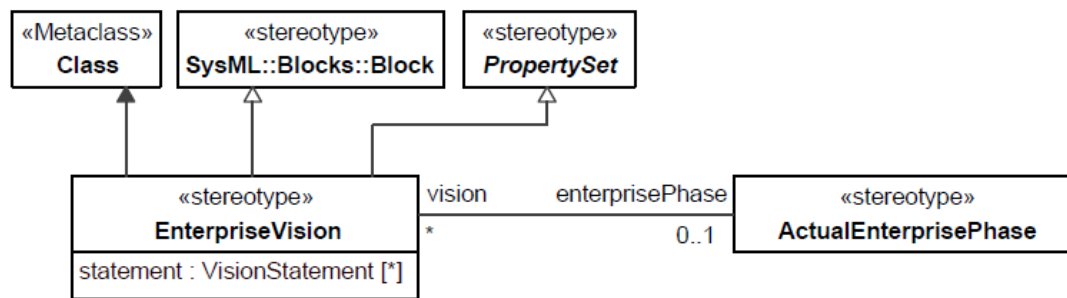 «Metaclass»
Class
«stereotype»
SysML::Blocks::Block
«stereotype»
PropertySet
«stereotype»
EnterpriseVision
statement : VisionStatement [*]
vision
enterprisePhase
*
0..1
«stereotype»
ActualEnterprisePhase